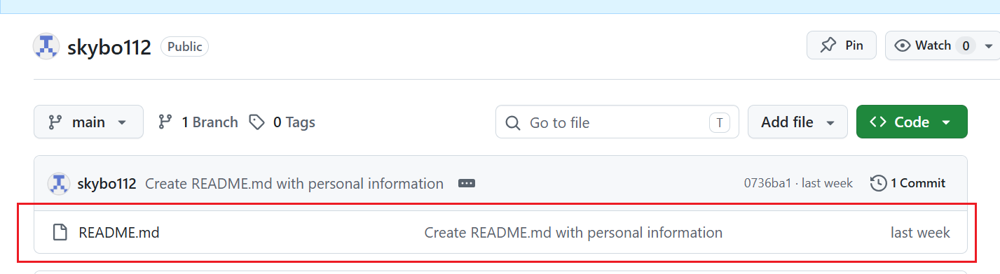 skybo112 Public Pin Watch 0
main 1 Branch 0 Tags Go to file T Add file Code
skybo112 Create README.md with personal information 0736ba1 · last week 1 Commit
README.md Create README.md with personal information last week